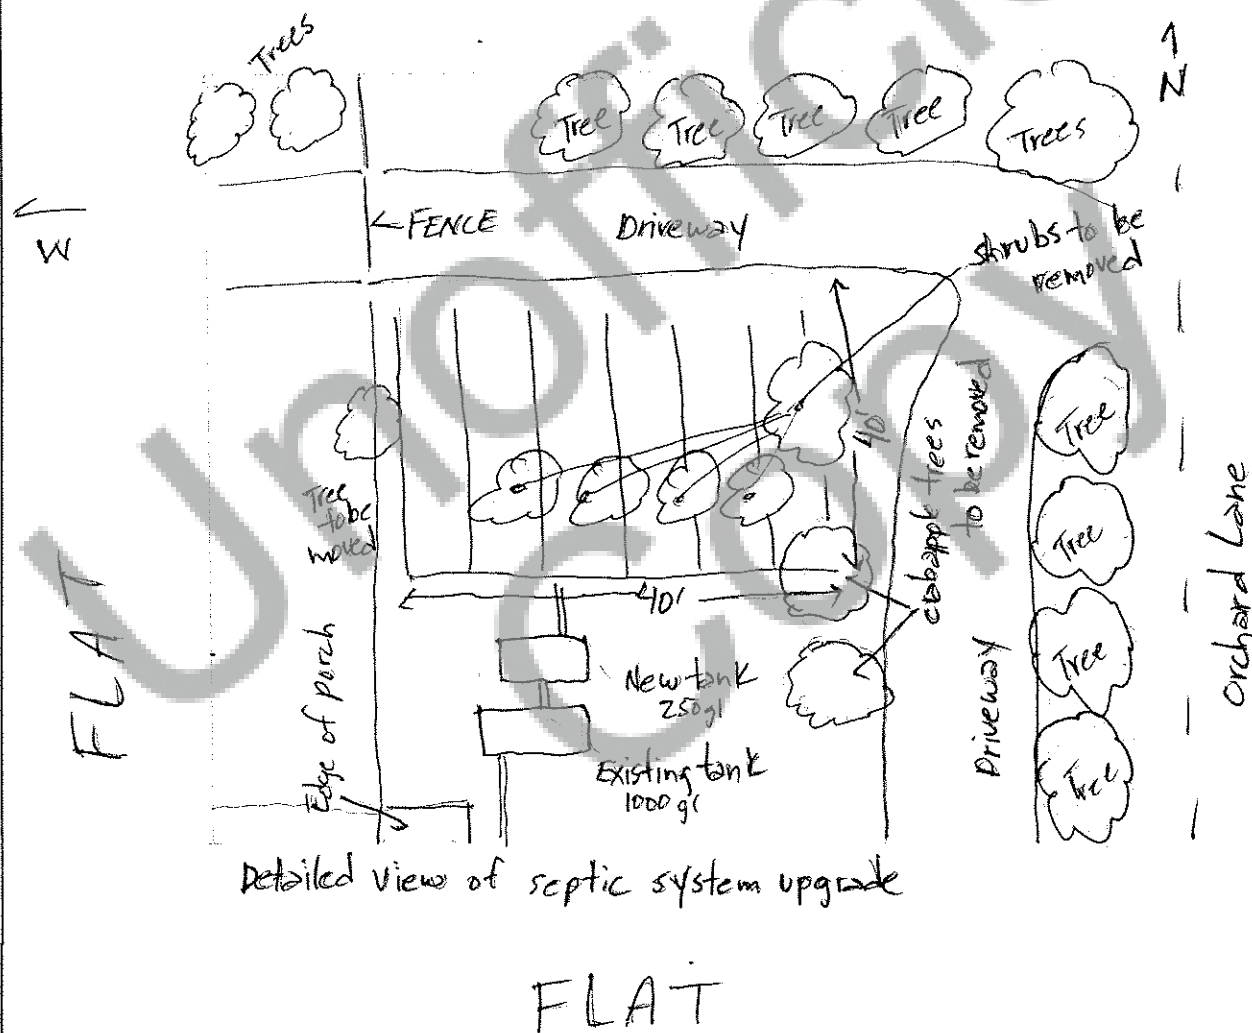 Trees
Tree
Tree
Tree
Tree
Trees
↑
N
←
W
← FENCE
Driveway
shrubs to be
removed
Tree
to be
moved
40'
crabapple trees
to be removed
Tree
Tree
Tree
Tree
Orchard Lane
FLAT
Edge of porch
40'
New tank
250 gl
Existing tank
1000 gl
Driveway
Detailed view of septic system upgrade
FLAT
Unofficial
Copy